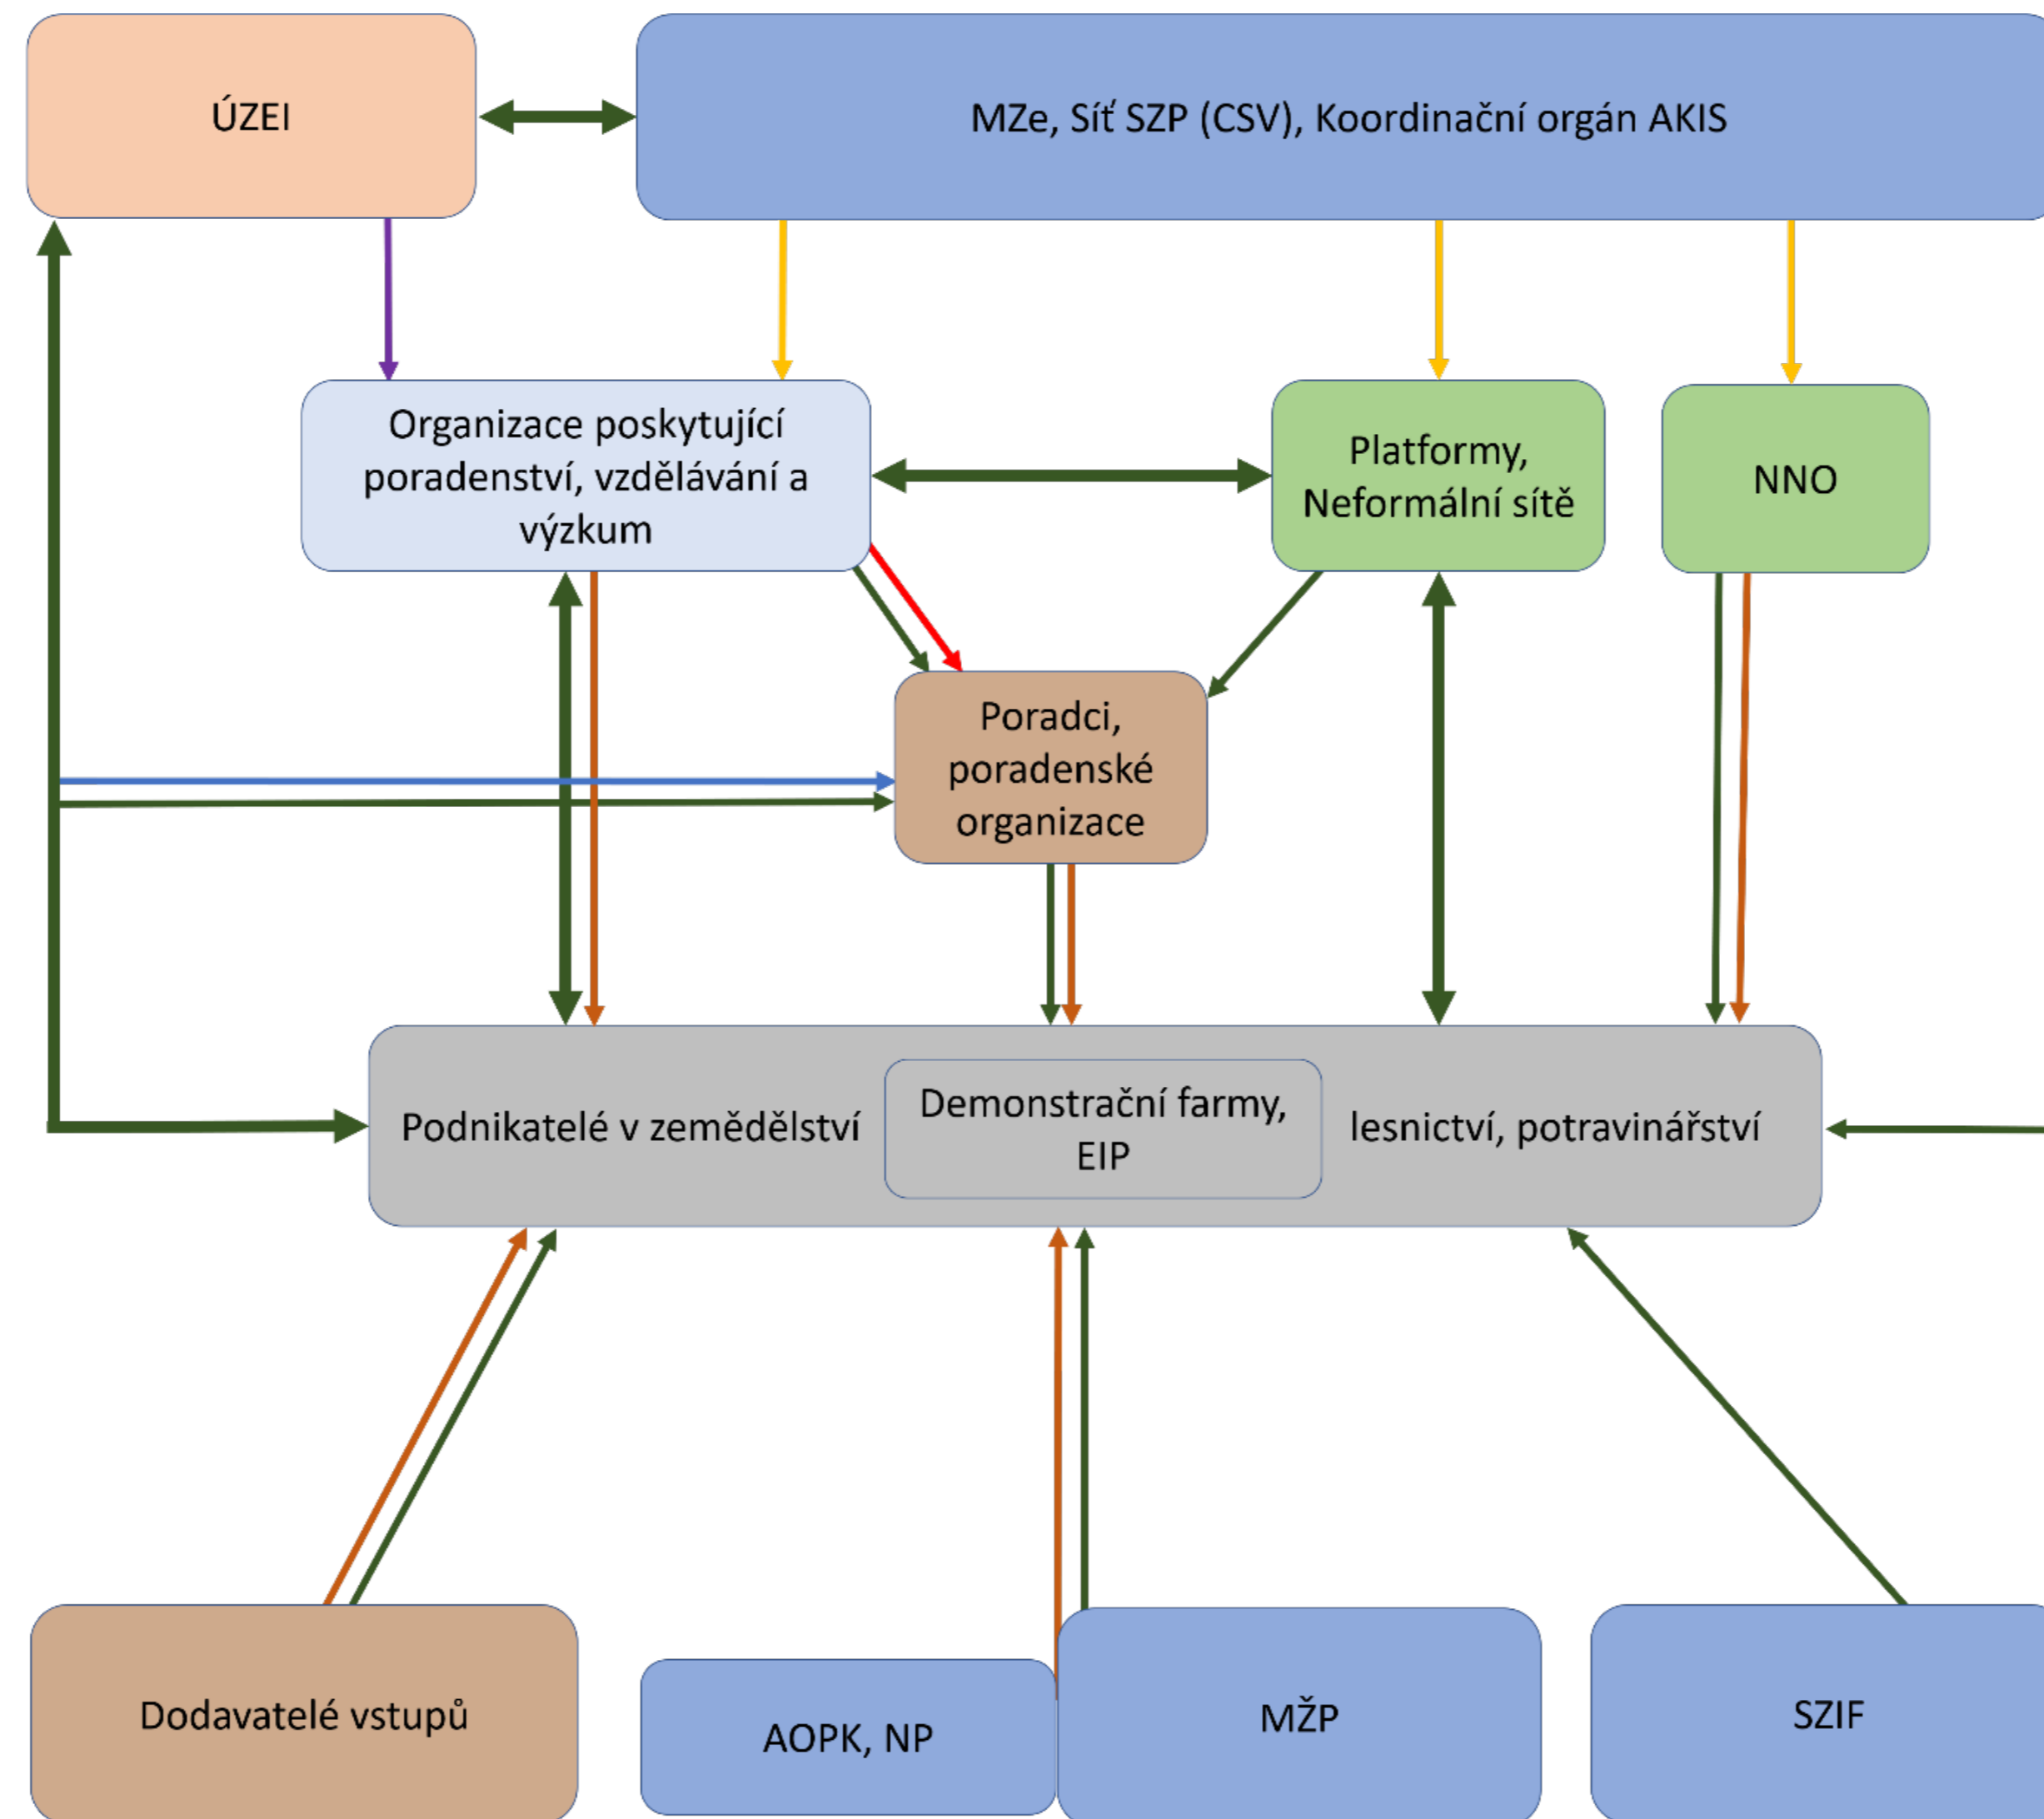 ÚZEI
MZe, Síť SZP (CSV), Koordinační orgán AKIS
Organizace poskytující
poradenství, vzdělávání a
výzkum
Platformy,
Neformální sítě
NNO
Poradci,
poradenské
organizace
Podnikatelé v zemědělství
Demonstrační farmy,
EIP
lesnictví, potravinářství
Dodavatelé vstupů
AOPK, NP
MŽP
SZIF